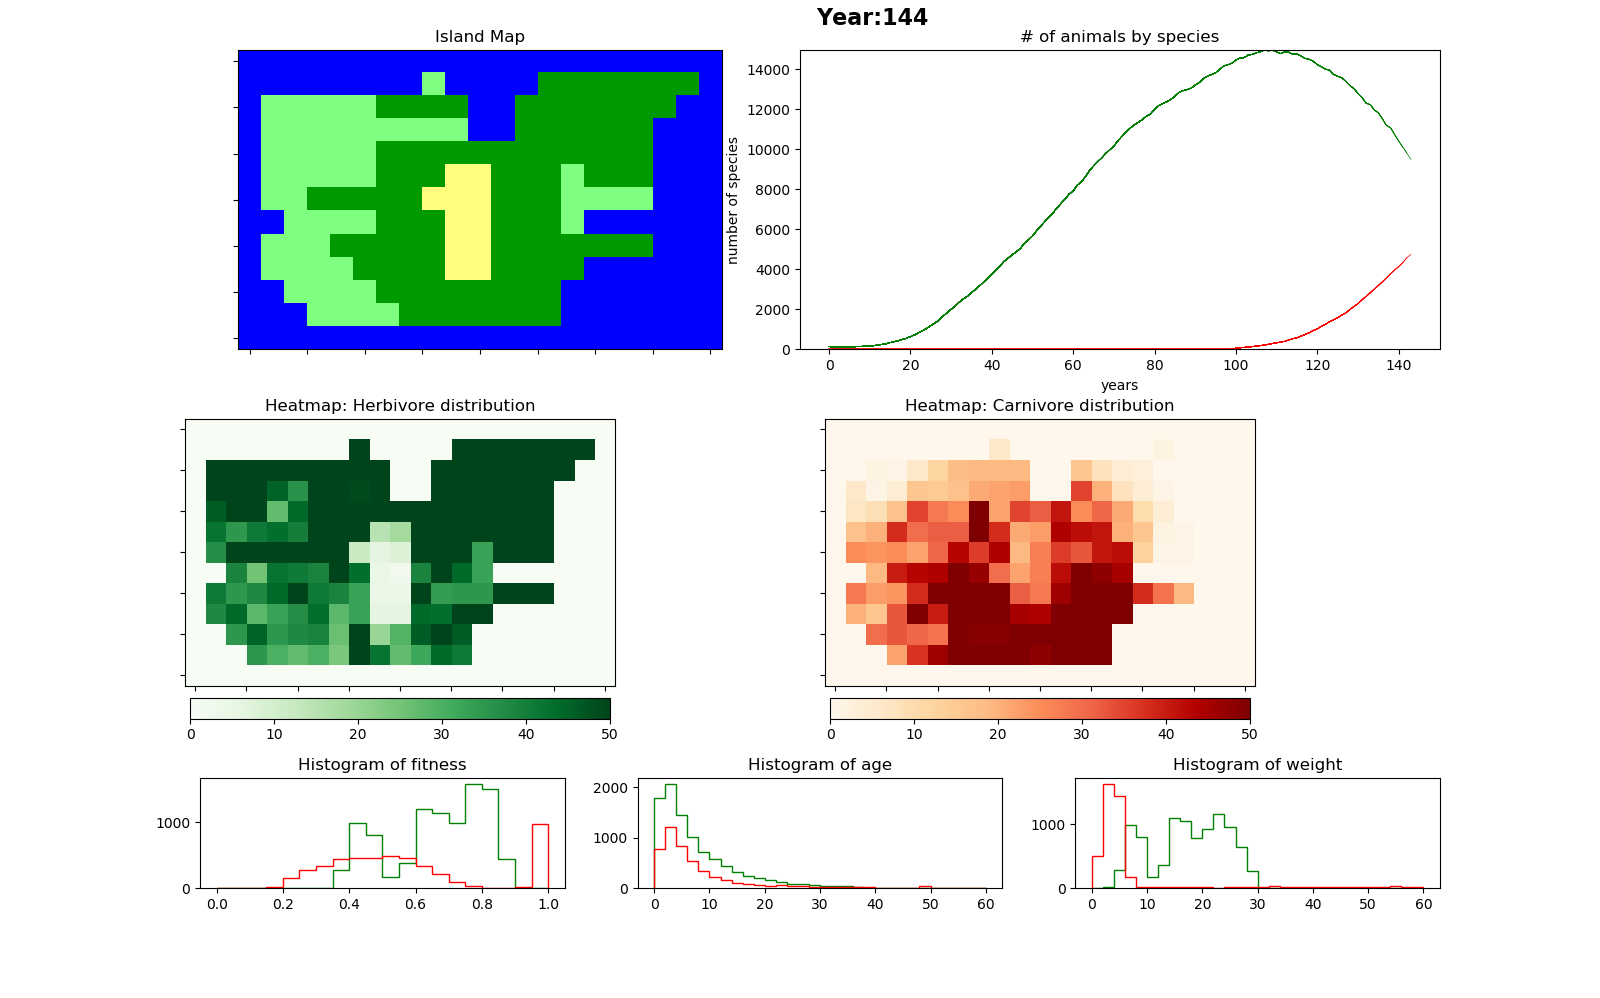 Year:144
Island Map
# of animals by species
number of species
14000
12000
10000
8000
6000
4000
2000
0
0 20 40 60 80 100 120 140
years
Heatmap: Herbivore distribution
Heatmap: Carnivore distribution
0 10 20 30 40 50
0 10 20 30 40 50
Histogram of fitness
1000
0
0.0 0.2 0.4 0.6 0.8 1.0
Histogram of age
2000
1000
0
0 10 20 30 40 50 60
Histogram of weight
1000
0
0 10 20 30 40 50 60